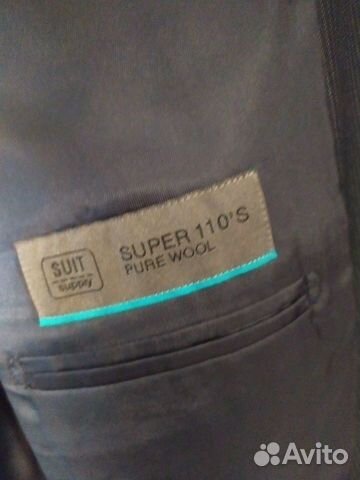 SUIT
supply
SUPER 110'S
PURE WOOL
Avito